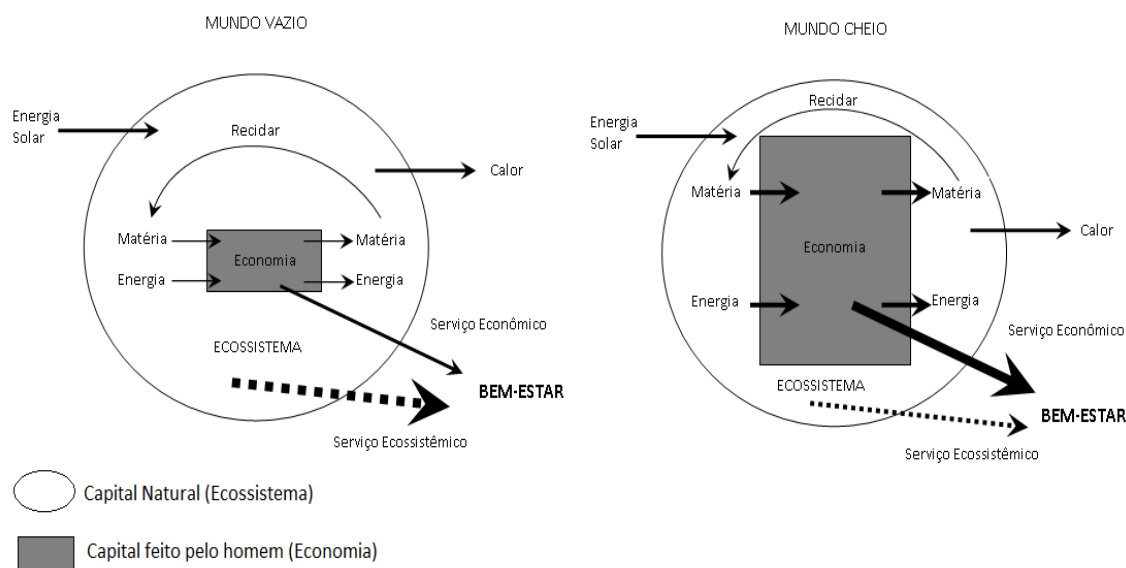 MUNDO VAZIO
Energia
Solar
Recidar
Calor
Matéria
Matéria
Economia
Energia
Energia
Serviço Econômico
ECOSSISTEMA
BEM-ESTAR
Serviço Ecossistêmico
MUNDO CHEIO
Energia
Solar
Recidar
Matéria
Matéria
Calor
Economia
Energia
Energia
Serviço Econômico
ECOSSISTEMA
BEM-ESTAR
Serviço Ecossistêmico
Capital Natural (Ecossistema)
Capital feito pelo homem (Economia)